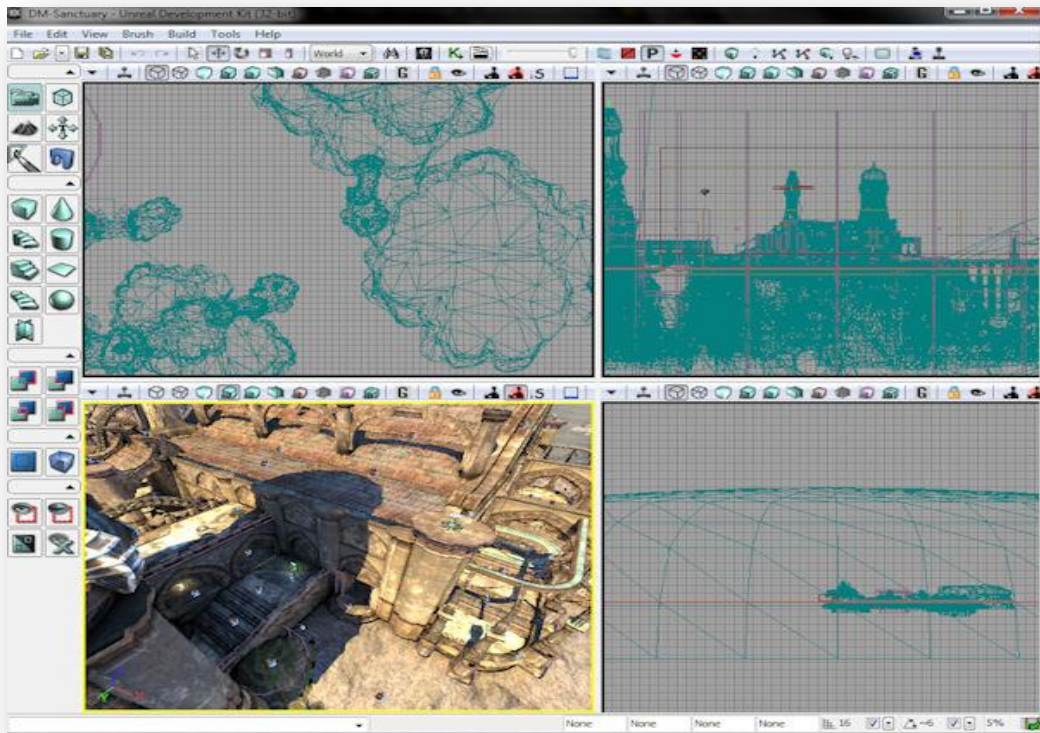 DM-Sanctuary - Unreal Development Kit (32-bit)
File Edit View Brush Build Tools Help
World
P K
G S
G S
G S
G S
None None None None 16 5%